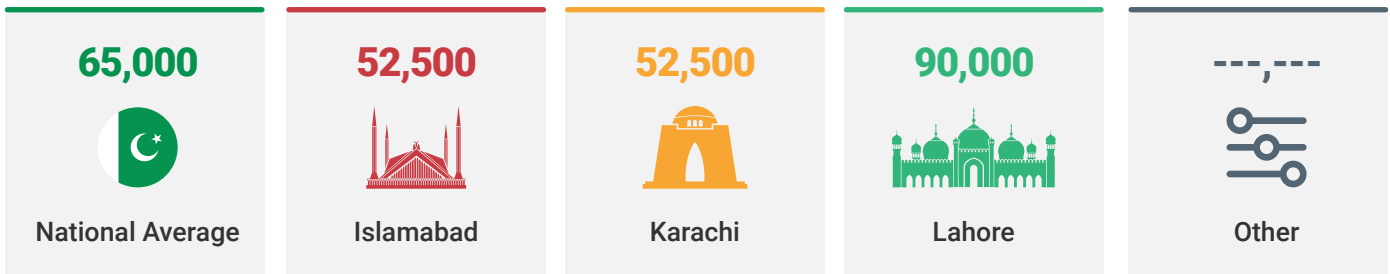 65,000
National Average
52,500
Islamabad
52,500
Karachi
90,000
Lahore
---,---
Other